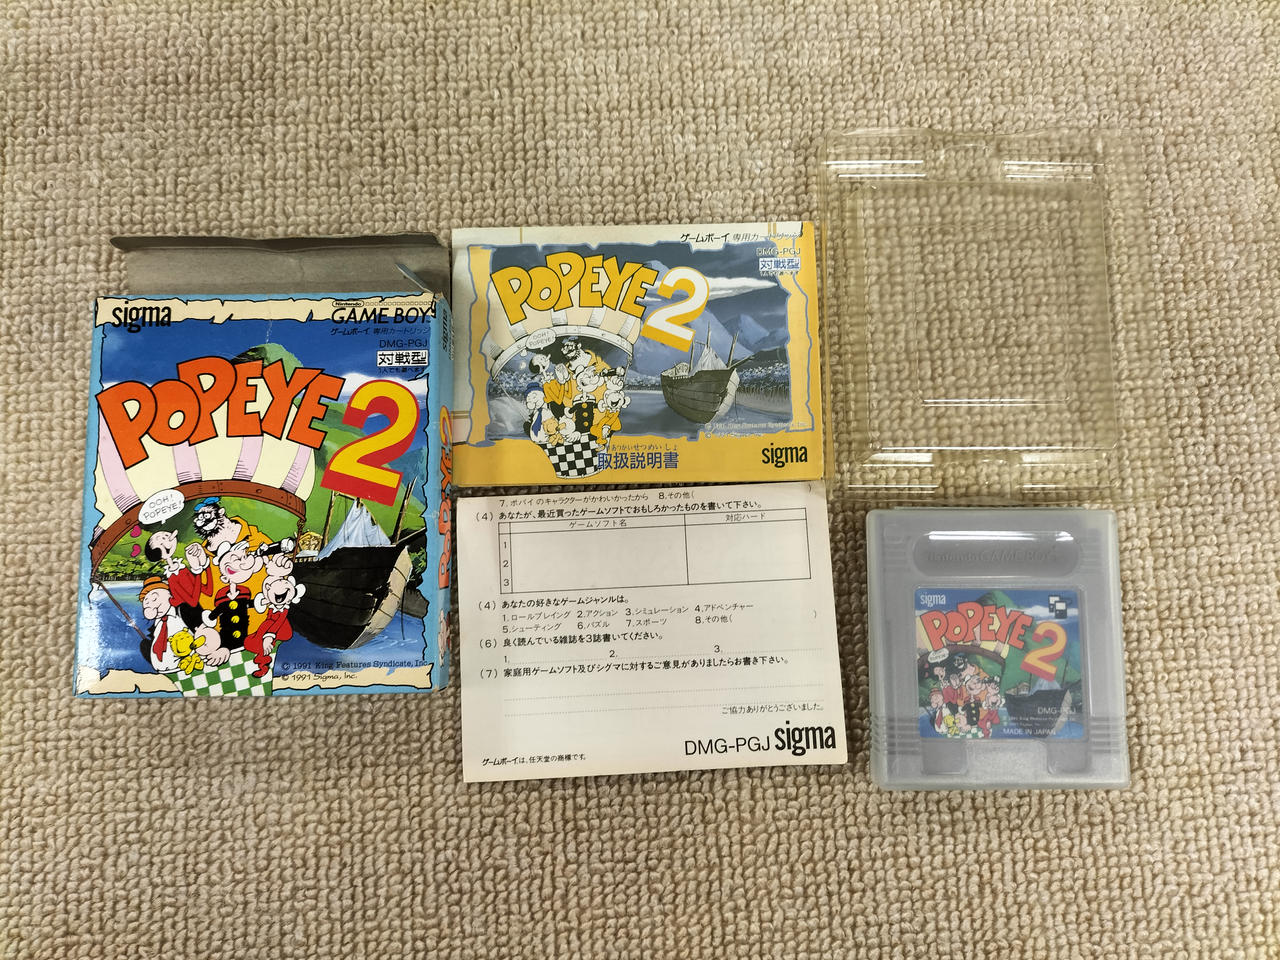 sigma
Nintendo
GAME BOY
ゲームボーイ専用カートリッジ
DMG-PGJ
対戦型
1人でも遊べます
POPEYE 2
OOH!
POPEYE!
© 1991 King Features Syndicate, Inc.
© 1991 Sigma, Inc.
POPEYE 2
ゲームボーイ 専用カートリッジ
DMG-PGJ
対戦型
POPEYE 2
OOH!
POPEYE!
取扱説明書
sigma
7. ポパイのキャラクターがかわいかったから 8.その他(
(4) あなたが、最近買ったゲームソフトでおもしろかったものを書いて下さい。
ゲームソフト名 対応ハード
1
2
3
(4) あなたの好きなゲームジャンルは。
1.ロールプレイング 2.アクション 3.シミュレーション 4.アドベンチャー
5.シューティング 6.パズル 7.スポーツ 8.その他( )
(6) 良く読んでいる雑誌を3誌書いてください。
1. 2. 3.
(7) 家庭用ゲームソフト及びシグマに対するご意見がありましたらお書き下さい。
ご協力ありがとうございました。
DMG-PGJ sigma
ゲームボーイは、任天堂の商標です。
Nintendo GAME BOY
sigma
POPEYE 2
DMG-PGJ
MADE IN JAPAN